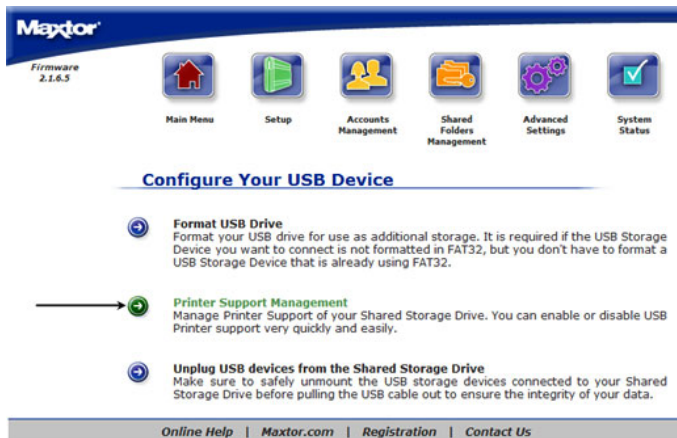 Maxtor
Firmware
2.1.6.5
Main Menu
Setup
Accounts
Management
Shared
Folders
Management
Advanced
Settings
System
Status
Configure Your USB Device
Format USB Drive
Format your USB drive for use as additional storage. It is required if the USB Storage
Device you want to connect is not formatted in FAT32, but you don't have to format a
USB Storage Device that is already using FAT32.
Printer Support Management
Manage Printer Support of your Shared Storage Drive. You can enable or disable USB
Printer support very quickly and easily.
Unplug USB devices from the Shared Storage Drive
Make sure to safely unmount the USB storage devices connected to your Shared
Storage Drive before pulling the USB cable out to ensure the integrity of your data.
Online Help | Maxtor.com | Registration | Contact Us